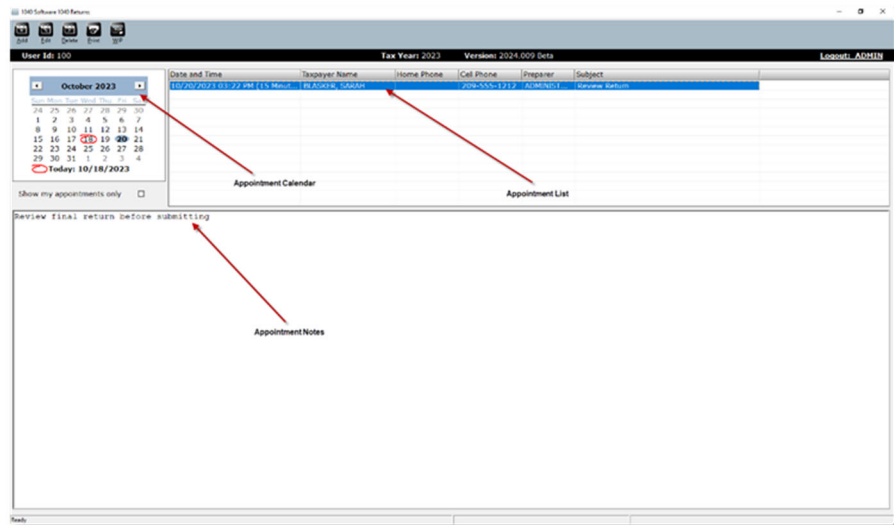 1040 Software 1040 Returns
Add Edit Delete Print WIP
User Id: 100 Tax Year: 2023 Version: 2024.009 Beta Logout: ADMIN
October 2023
Sun Mon Tue Wed Thu Fri Sat
24 25 26 27 28 29 30
1 2 3 4 5 6 7
8 9 10 11 12 13 14
15 16 17 18 19 20 21
22 23 24 25 26 27 28
29 30 31 1 2 3 4
Today: 10/18/2023
Show my appointments only
Date and Time Taxpayer Name Home Phone Cell Phone Preparer Subject
10/20/2023 03:22 PM (15 Minut... SARAH 209-555-1212 ADMINIST... Review Return
Appointment Calendar
Appointment List
Review final return before submitting
Appointment Notes
Ready